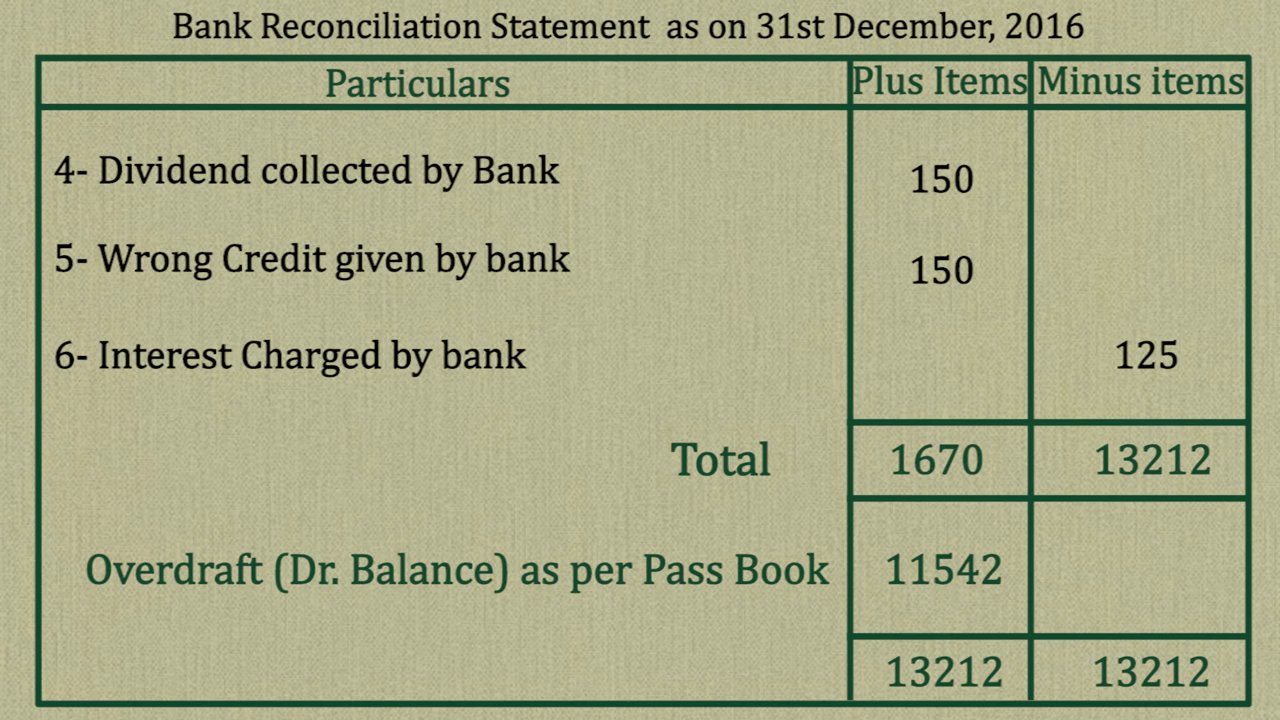 Bank Reconciliation Statement as on 31st December, 2016
Particulars Plus Items Minus items
4- Dividend collected by Bank 150
5- Wrong Credit given by bank 150
6- Interest Charged by bank 125
Total 1670 13212
Overdraft (Dr. Balance) as per Pass Book 11542
13212 13212